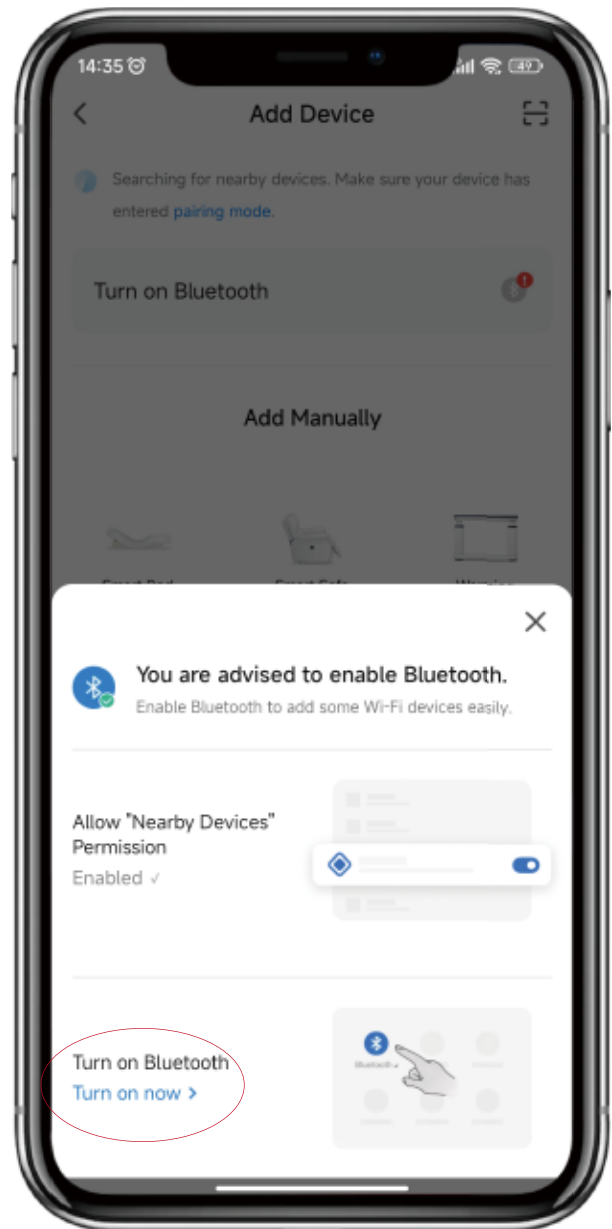 14:35
49
Add Device
Searching for nearby devices. Make sure your device has
entered pairing mode.
Turn on Bluetooth
Add Manually
You are advised to enable Bluetooth.
Enable Bluetooth to add some Wi-Fi devices easily.
Allow "Nearby Devices"
Permission
Enabled ✓
Turn on Bluetooth
Turn on now >
Bluetooth